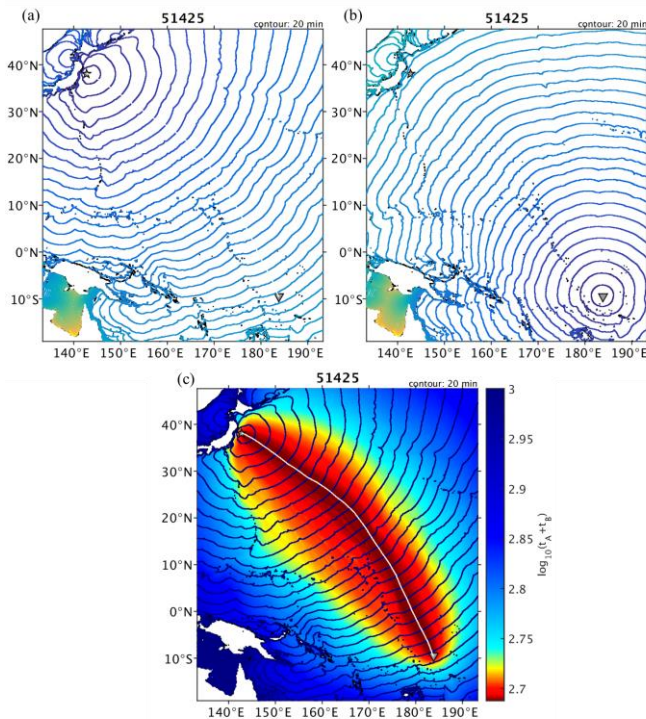 (a)
51425
contour: 20 min
40°N
30°N
20°N
10°N
0°N
10°S
140°E
150°E
160°E
170°E
180°E
190°E
(b)
51425
contour: 20 min
40°N
30°N
20°N
10°N
0°N
10°S
140°E
150°E
160°E
170°E
180°E
190°E
(c)
51425
contour: 20 min
40°N
30°N
20°N
10°N
0°N
10°S
140°E
150°E
160°E
170°E
180°E
190°E
3
2.95
2.9
2.85
2.8
2.75
2.7
log10(tA+tB)